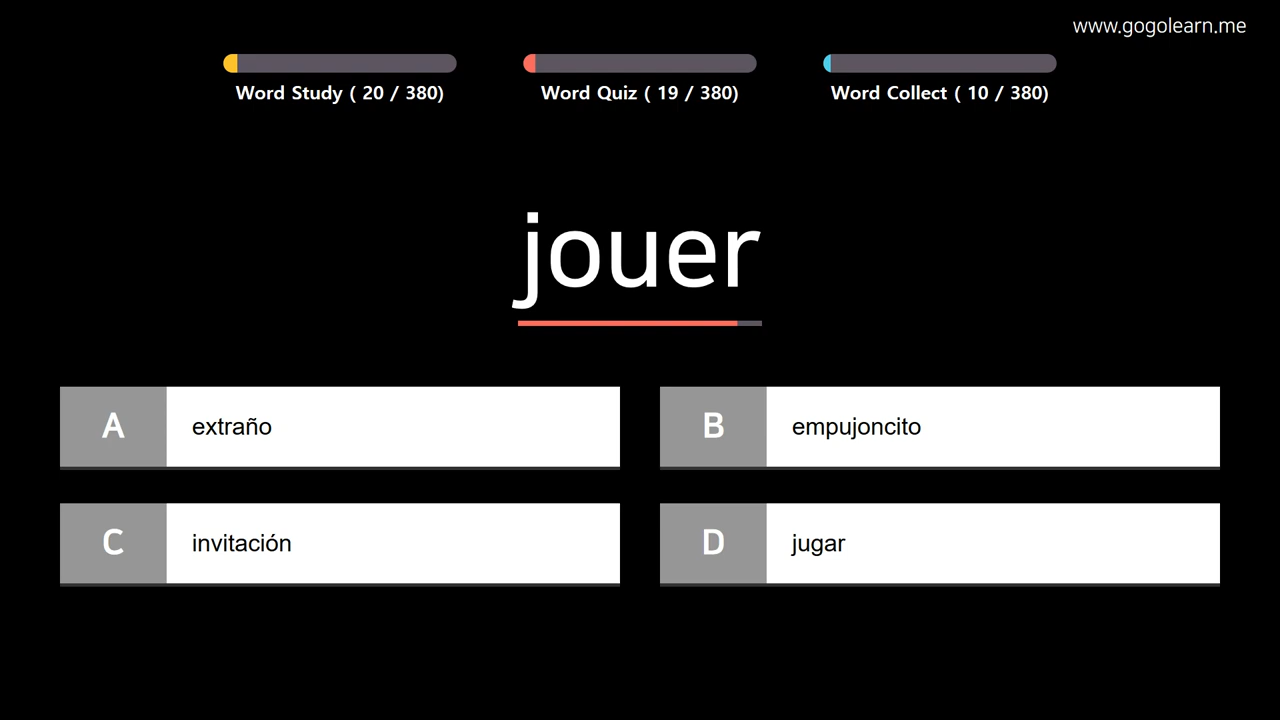 www.gogolearn.me
Word Study ( 20 / 380)
Word Quiz ( 19 / 380)
Word Collect ( 10 / 380)
jouer
A extraño
B empujoncito
C invitación
D jugar